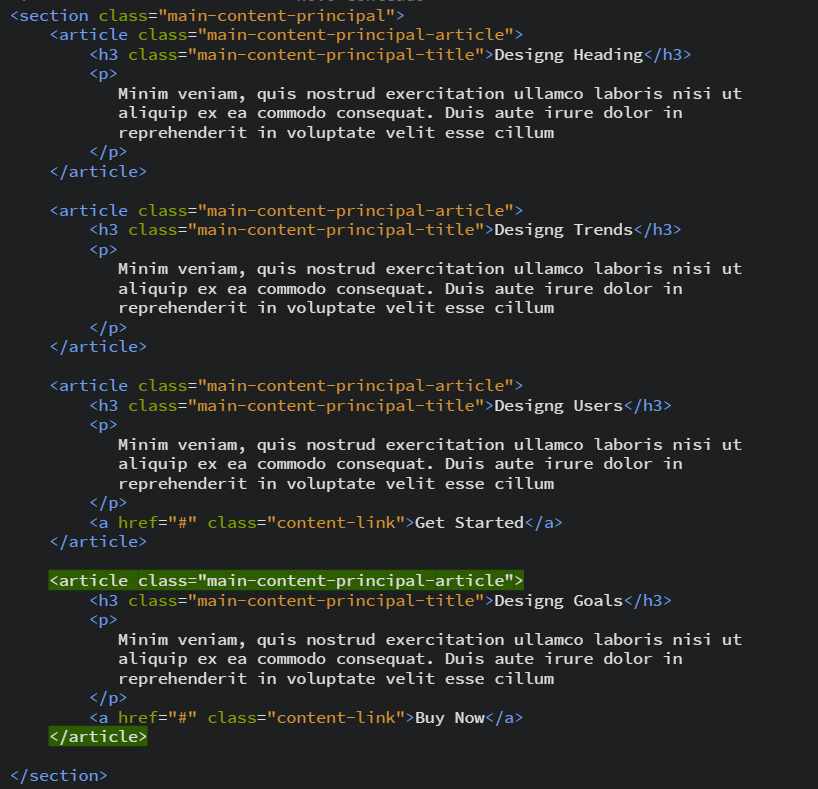 <section class="main-content-principal">
<article class="main-content-principal-article">
<h3 class="main-content-principal-title">Designg Heading</h3>
<p>
Minim veniam, quis nostrud exercitation ullamco laboris nisi ut
aliquip ex ea commodo consequat. Duis aute irure dolor in
reprehenderit in voluptate velit esse cillum
</p>
</article>
<article class="main-content-principal-article">
<h3 class="main-content-principal-title">Designg Trends</h3>
<p>
Minim veniam, quis nostrud exercitation ullamco laboris nisi ut
aliquip ex ea commodo consequat. Duis aute irure dolor in
reprehenderit in voluptate velit esse cillum
</p>
</article>
<article class="main-content-principal-article">
<h3 class="main-content-principal-title">Designg Users</h3>
<p>
Minim veniam, quis nostrud exercitation ullamco laboris nisi ut
aliquip ex ea commodo consequat. Duis aute irure dolor in
reprehenderit in voluptate velit esse cillum
</p>
<a href="#" class="content-link">Get Started</a>
</article>
<article class="main-content-principal-article">
<h3 class="main-content-principal-title">Designg Goals</h3>
<p>
Minim veniam, quis nostrud exercitation ullamco laboris nisi ut
aliquip ex ea commodo consequat. Duis aute irure dolor in
reprehenderit in voluptate velit esse cillum
</p>
<a href="#" class="content-link">Buy Now</a>
</article>
</section>